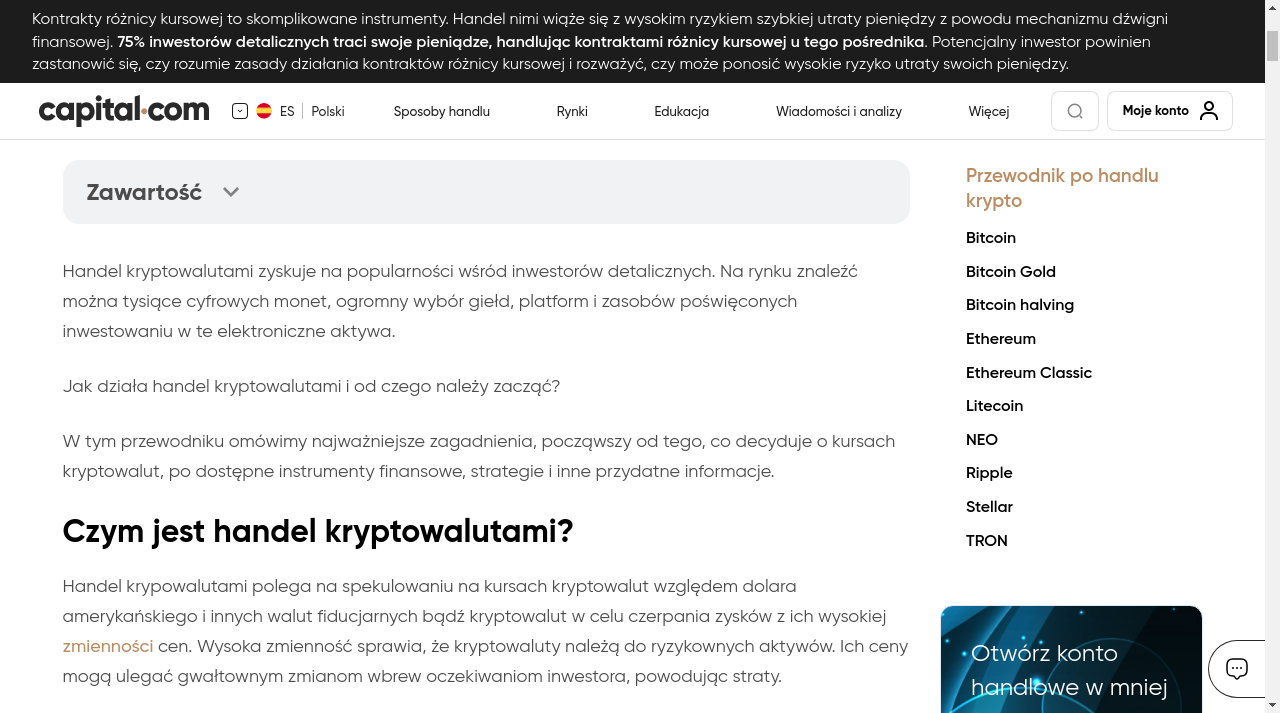 Kontrakty różnicy kursowej to skomplikowane instrumenty. Handel nimi wiąże się z wysokim ryzykiem szybkiej utraty pieniędzy z powodu mechanizmu dźwigni
finansowej. 75% inwestorów detalicznych traci swoje pieniądze, handlując kontraktami różnicy kursowej u tego pośrednika. Potencjalny inwestor powinien
zastanowić się, czy rozumie zasady działania kontraktów różnicy kursowej i rozważyć, czy może ponosić wysokie ryzyko utraty swoich pieniędzy.
capital.com ES Polski Sposoby handlu Rynki Edukacja Wiadomości i analizy Więcej Moje konto
Zawartość
Handel kryptowalutami zyskuje na popularności wśród inwestorów detalicznych. Na rynku znaleźć
można tysiące cyfrowych monet, ogromny wybór giełd, platform i zasobów poświęconych
inwestowaniu w te elektroniczne aktywa.
Jak działa handel kryptowalutami i od czego należy zacząć?
W tym przewodniku omówimy najważniejsze zagadnienia, począwszy od tego, co decyduje o kursach
kryptowalut, po dostępne instrumenty finansowe, strategie i inne przydatne informacje.
Czym jest handel kryptowalutami?
Handel krypowalutami polega na spekulowaniu na kursach kryptowalut względem dolara
amerykańskiego i innych walut fiducjarnych bądź kryptowalut w celu czerpania zysków z ich wysokiej
zmienności cen. Wysoka zmienność sprawia, że kryptowaluty należą do ryzykownych aktywów. Ich ceny
mogą ulegać gwałtownym zmianom wbrew oczekiwaniom inwestora, powodując straty.
Przewodnik po handlu
krypto
Bitcoin
Bitcoin Gold
Bitcoin halving
Ethereum
Ethereum Classic
Litecoin
NEO
Ripple
Stellar
TRON
Otwórz konto
handlowe w mniej